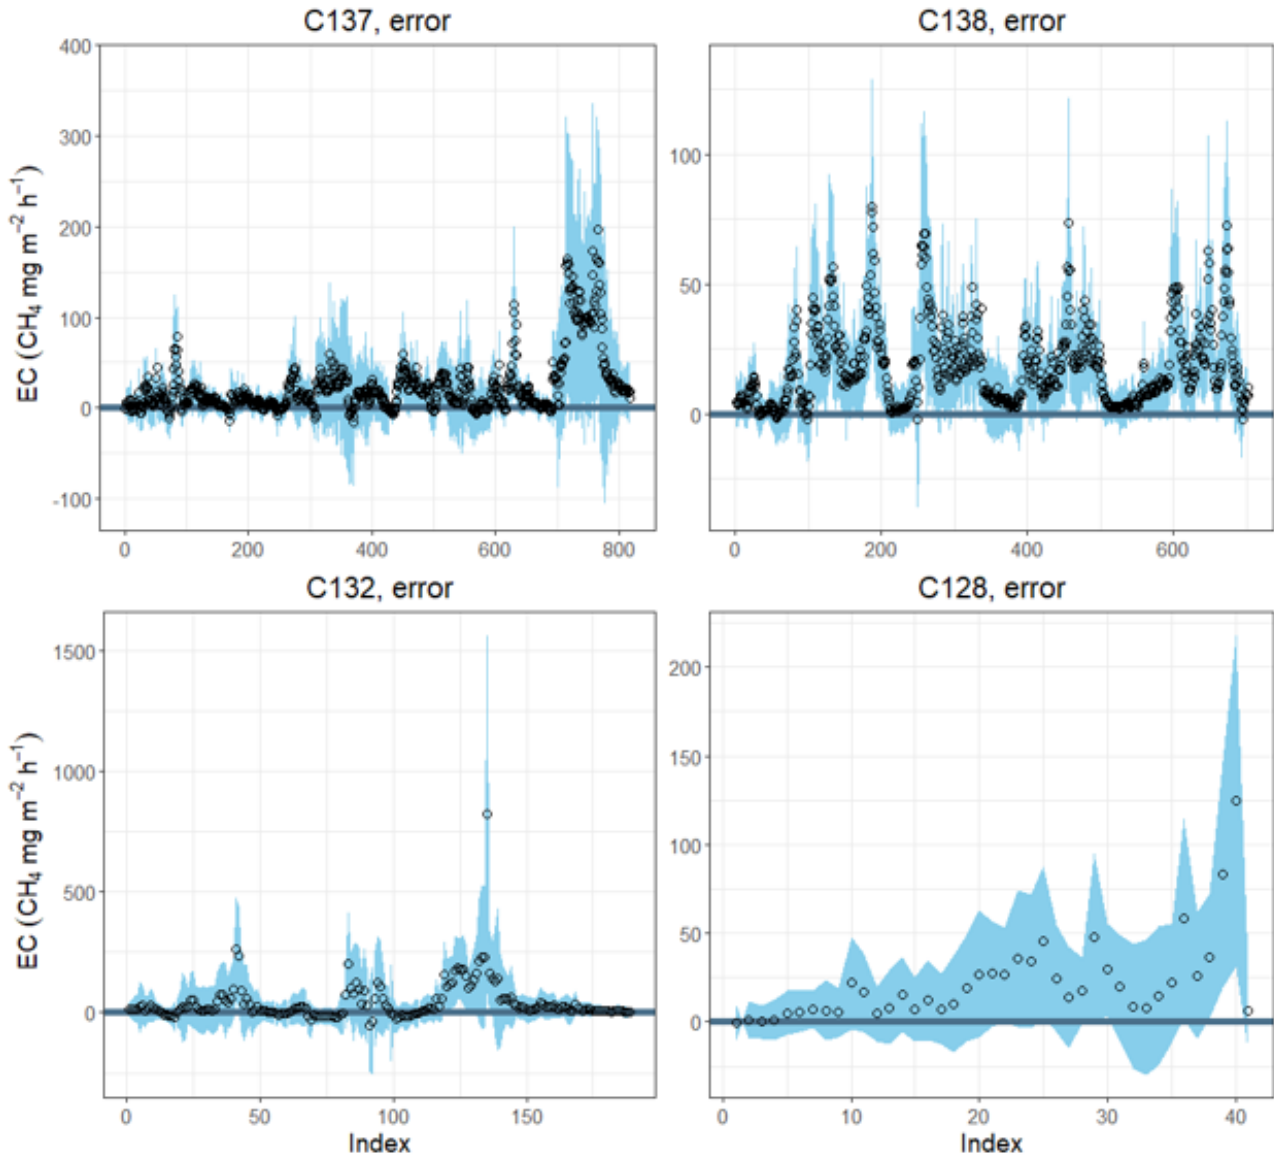 C137, error
C138, error
EC (CH₄ mg m⁻² h⁻¹)
400
300
200
100
0
-100
0 200 400 600 800
100
50
0
0 200 400 600
C132, error
C128, error
EC (CH₄ mg m⁻² h⁻¹)
1500
1000
500
0
0 50 100 150
Index
200
150
100
50
0
0 10 20 30 40
Index